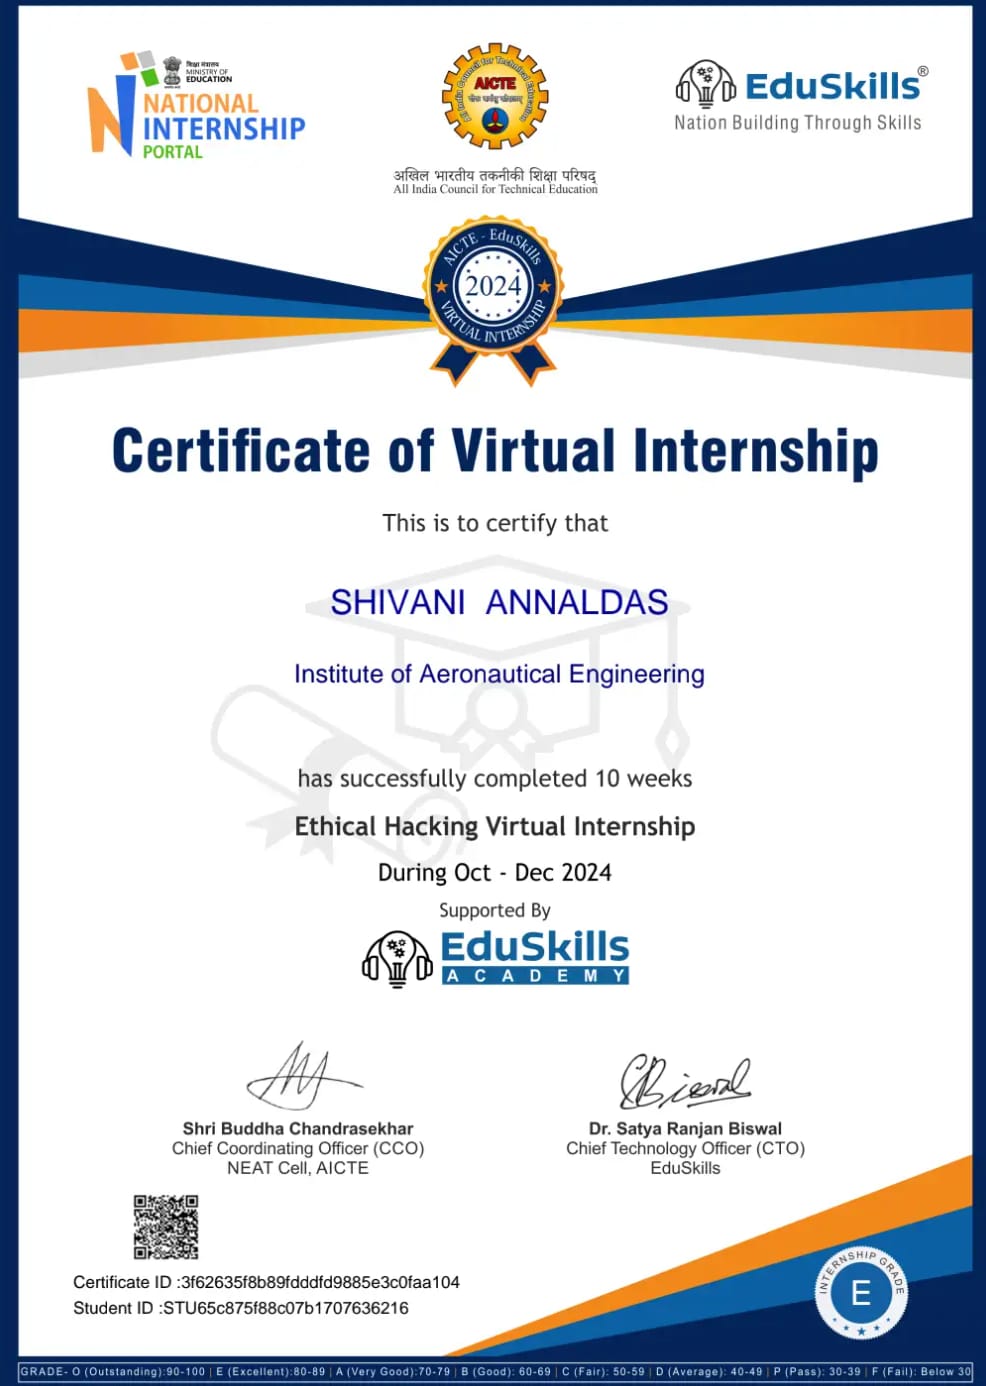 शिक्षा मंत्रालय
MINISTRY OF
EDUCATION
NATIONAL
INTERNSHIP
PORTAL
All India Council for Technical Education
AICTE
अखिल भारतीय तकनीकी शिक्षा परिषद्
All India Council for Technical Education
EduSkills®
Nation Building Through Skills
AICTE - EduSkills
2024
VIRTUAL INTERNSHIP
Certificate of Virtual Internship
This is to certify that
SHIVANI ANNALDAS
Institute of Aeronautical Engineering
has successfully completed 10 weeks
Ethical Hacking Virtual Internship
During Oct - Dec 2024
Supported By
EduSkills
ACADEMY
Shri Buddha Chandrasekhar
Chief Coordinating Officer (CCO)
NEAT Cell, AICTE
Biswal
Dr. Satya Ranjan Biswal
Chief Technology Officer (CTO)
EduSkills
Certificate ID :3f62635f8b89fdddfd9885e3c0faa104
Student ID :STU65c875f88c07b1707636216
INTERNSHIP GRADE
E
GRADE- O (Outstanding):90-100 | E (Excellent):80-89 | A (Very Good):70-79 | B (Good): 60-69 | C (Fair): 50-59 | D (Average): 40-49 | P (Pass): 30-39 | F (Fail): Below 30